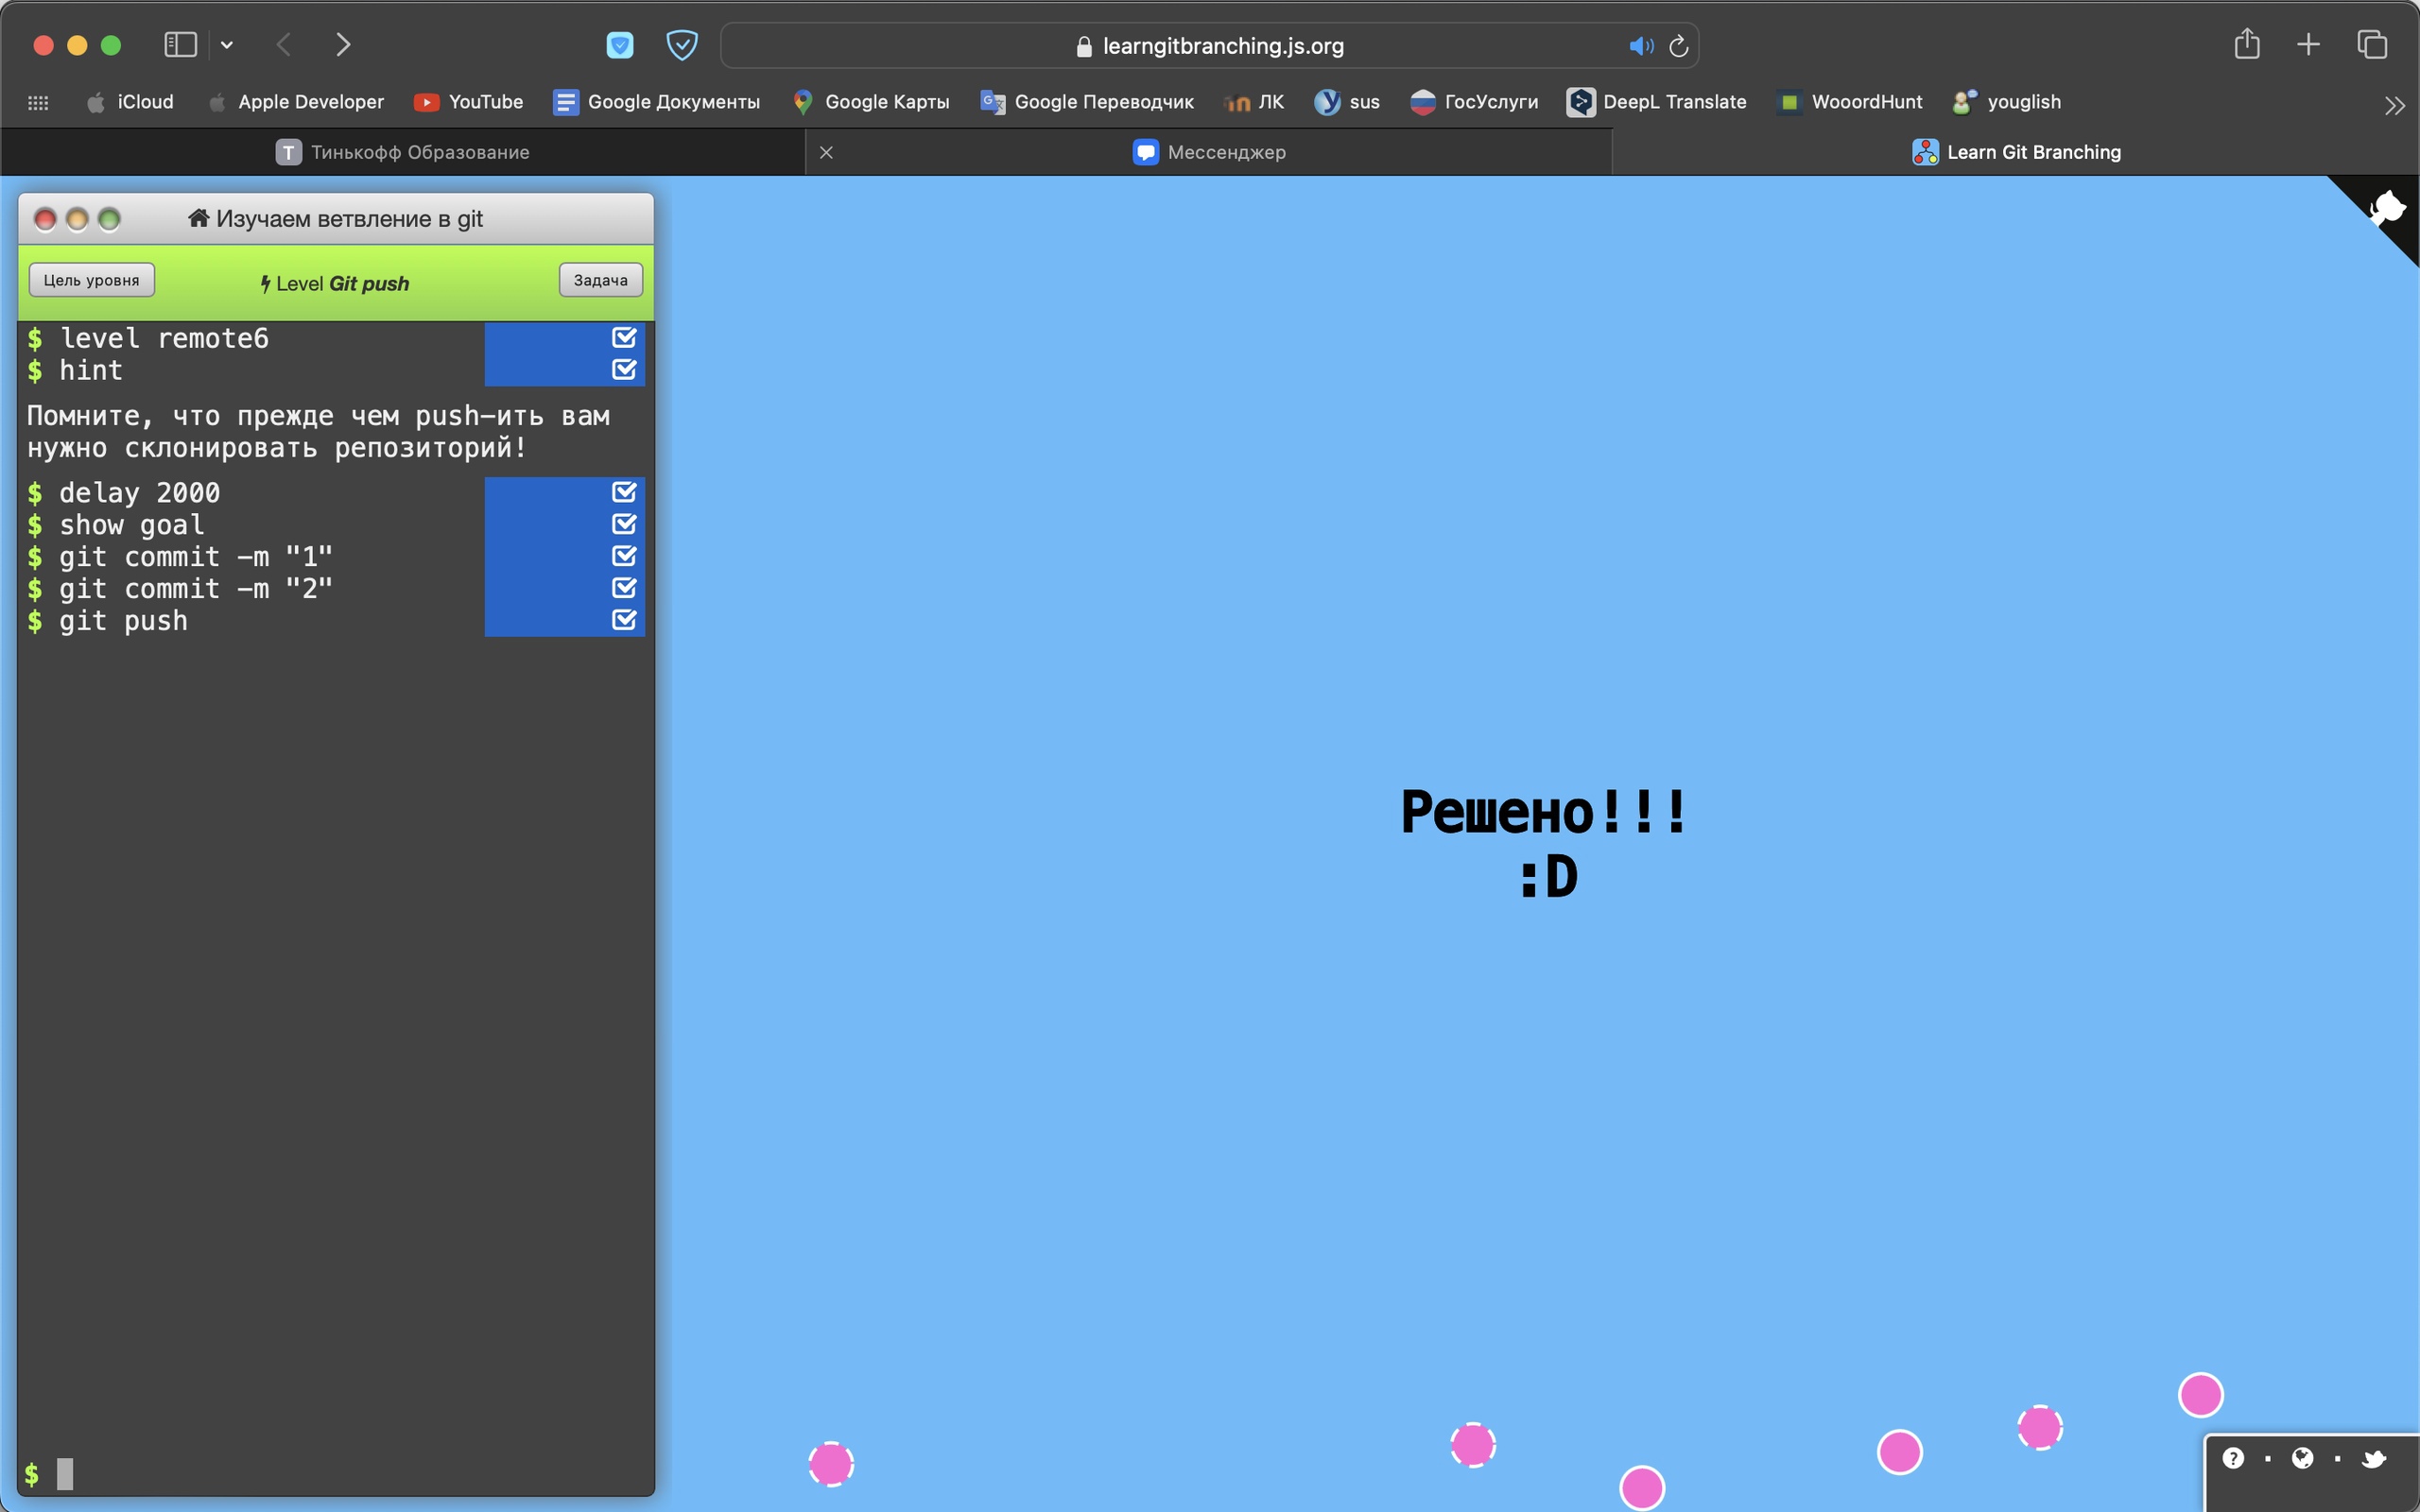 learngitbranching.js.org
iCloud Apple Developer YouTube Google Документы Google Карты Google Переводчик ЛК sus ГосУслуги DeepL Translate WooordHunt youglish
T Тинькофф Образование Мессенджер Learn Git Branching
Изучаем ветвление в git
Цель уровня Level Git push Задача
$ level remote6
$ hint
Помните, что прежде чем push-ить вам
нужно склонировать репозиторий!
$ delay 2000
$ show goal
$ git commit -m "1"
$ git commit -m "2"
$ git push
Решено!!!
:D
$